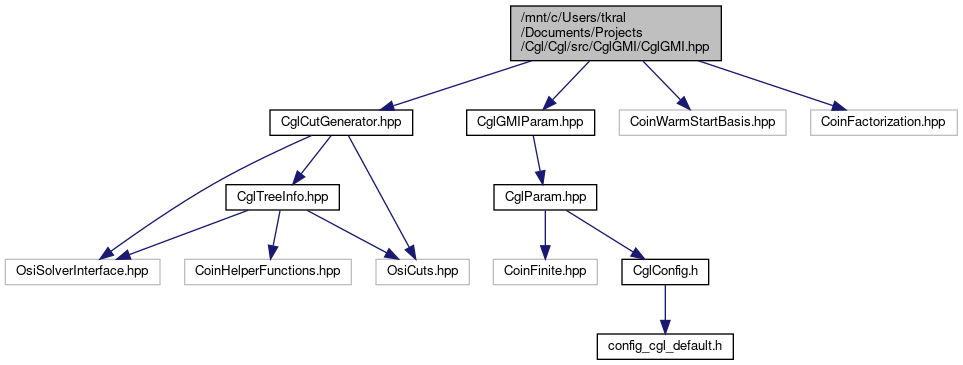 /mnt/c/Users/tkral
/Documents/Projects
/Cgl/Cgl/src/CglGMI/CglGMI.hpp
CglCutGenerator.hpp
CglGMIParam.hpp
CoinWarmStartBasis.hpp
CoinFactorization.hpp
CglTreeInfo.hpp
CglParam.hpp
OsiSolverInterface.hpp
CoinHelperFunctions.hpp
OsiCuts.hpp
CoinFinite.hpp
CglConfig.h
config_cgl_default.h